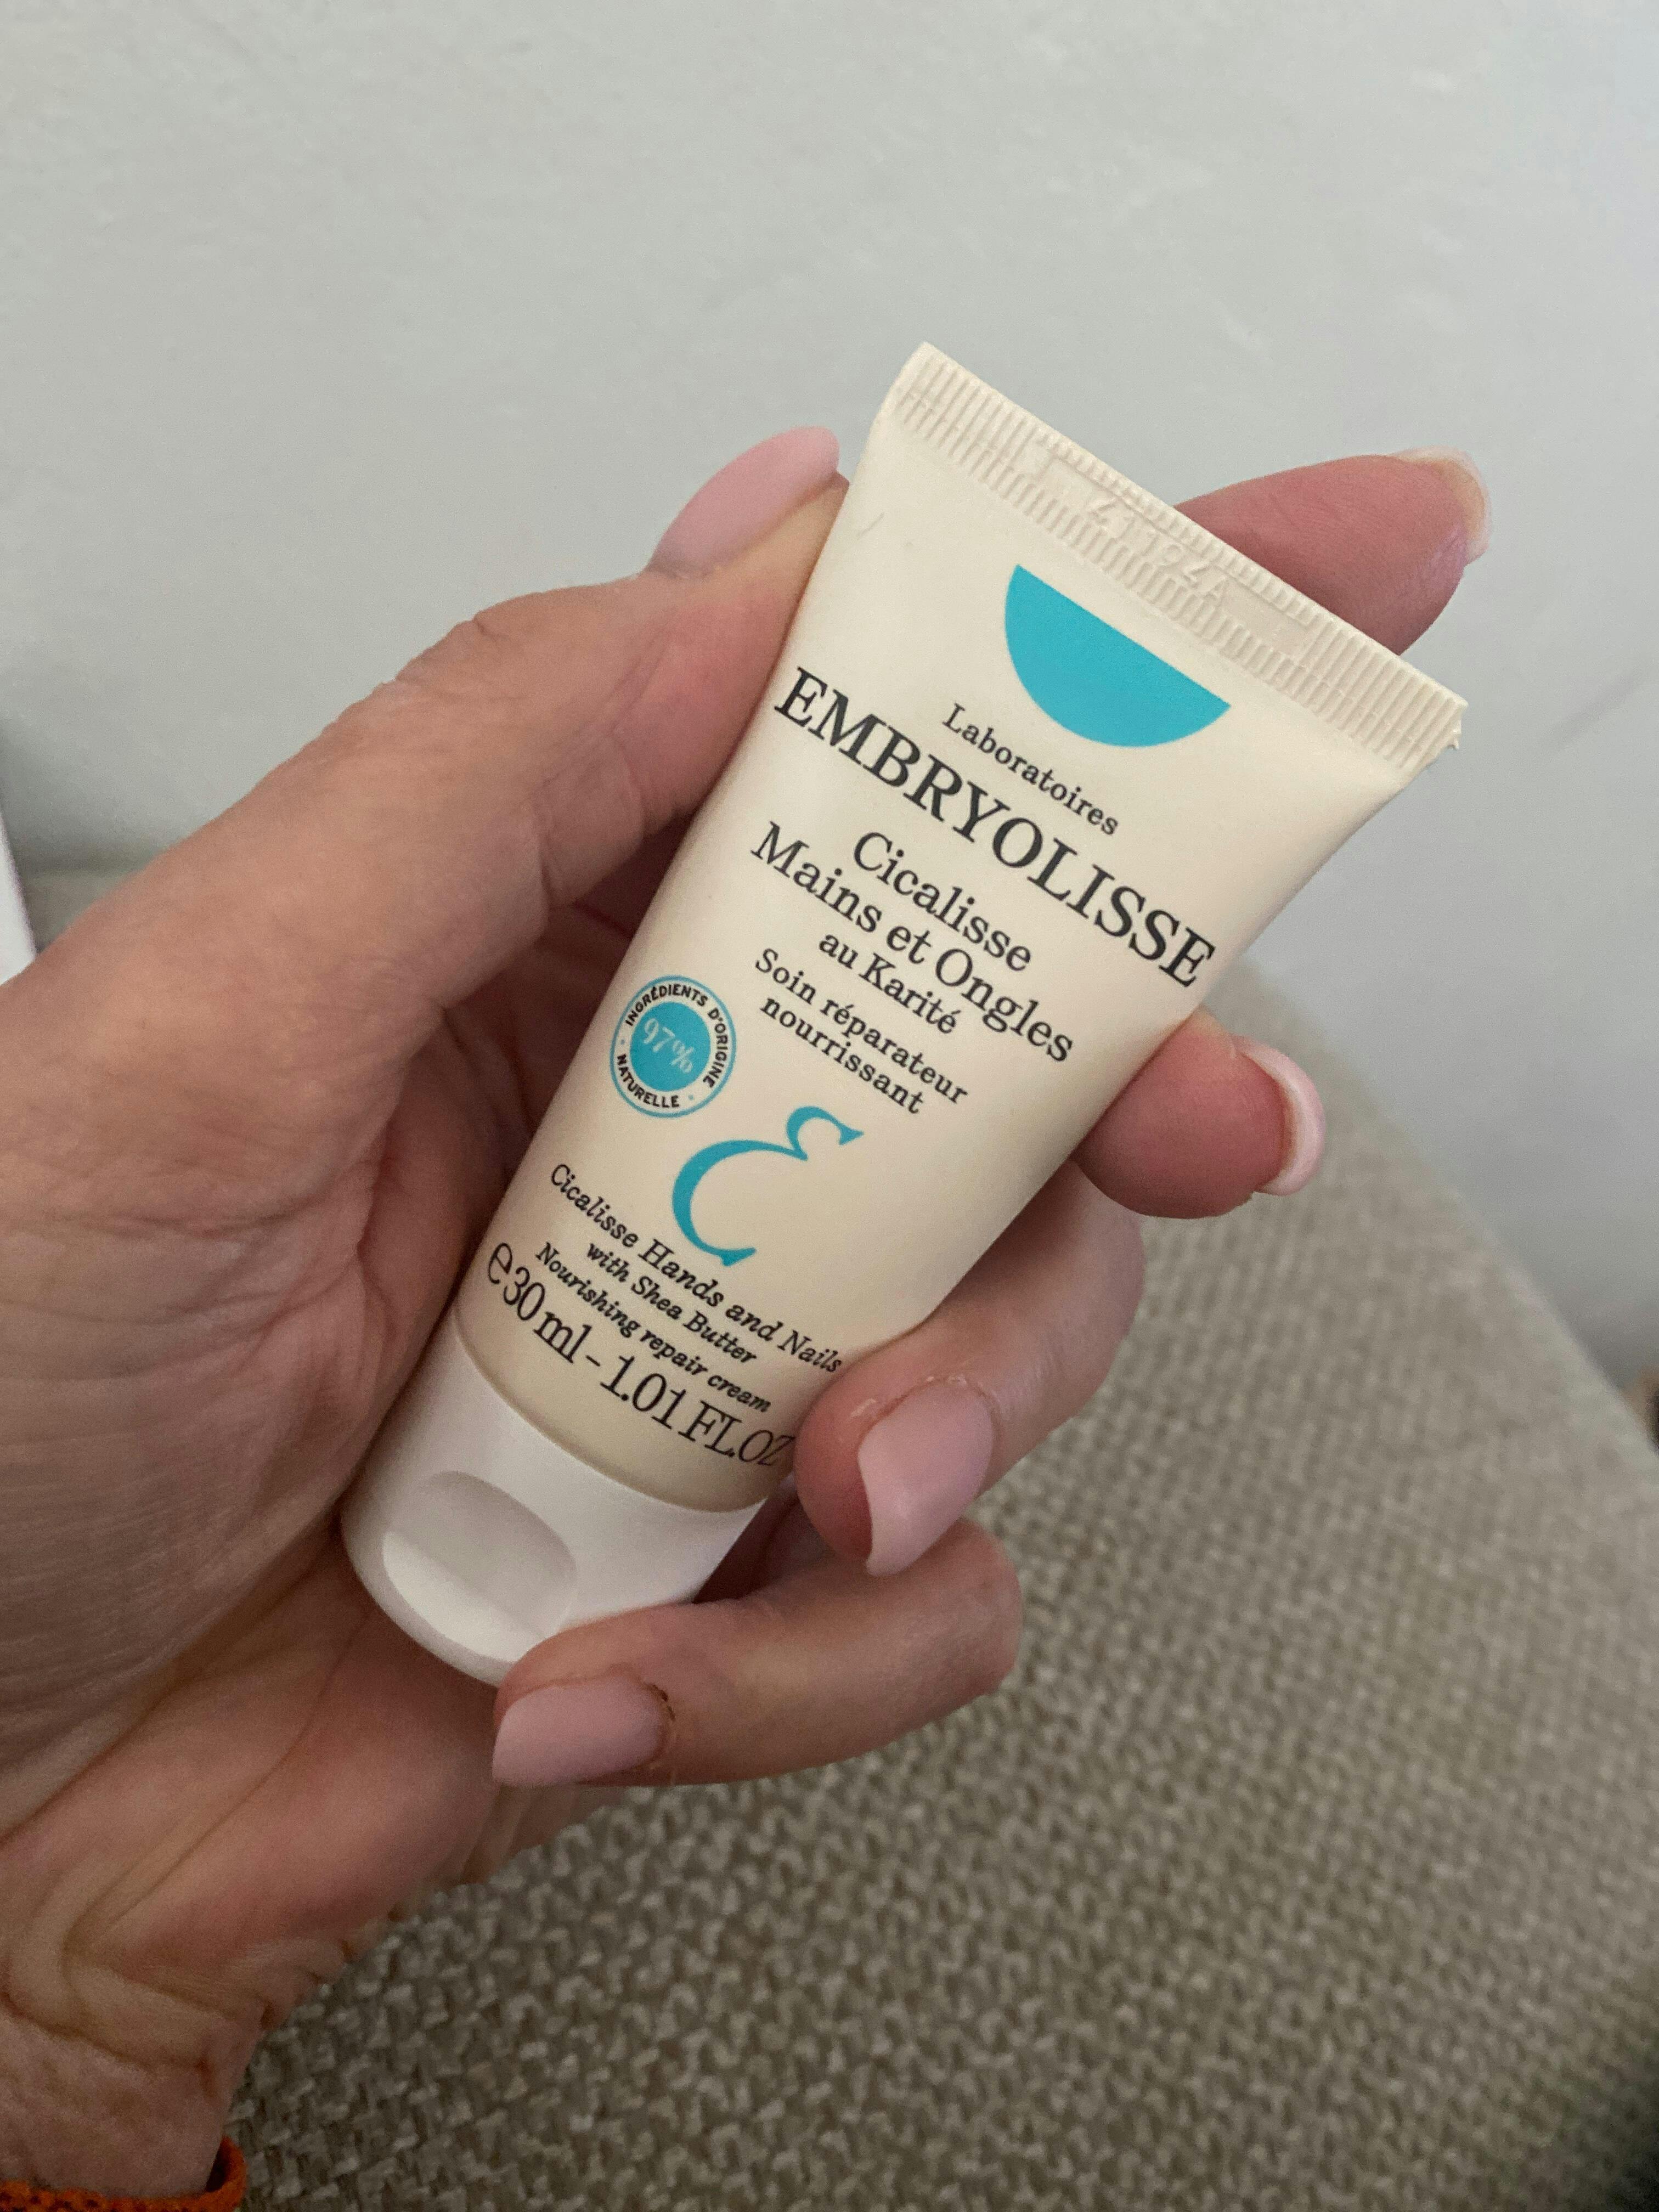 Laboratoires
EMBRYOLISSE
Cicalisse
Mains et Ongles
au Karité
Soin réparateur
nourrissant
INGRÉDIENTS D'ORIGINE
NATURELLE
97%
Cicalisse Hands and Nails
with Shea Butter
Nourishing repair cream
℮30 ml - 1.01 FL.OZ